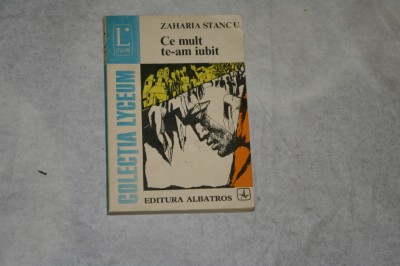 ZAHARIA STANCU
Ce mult
te-am iubit
COLECȚIA LYCEUM
EDITURA ALBATROS